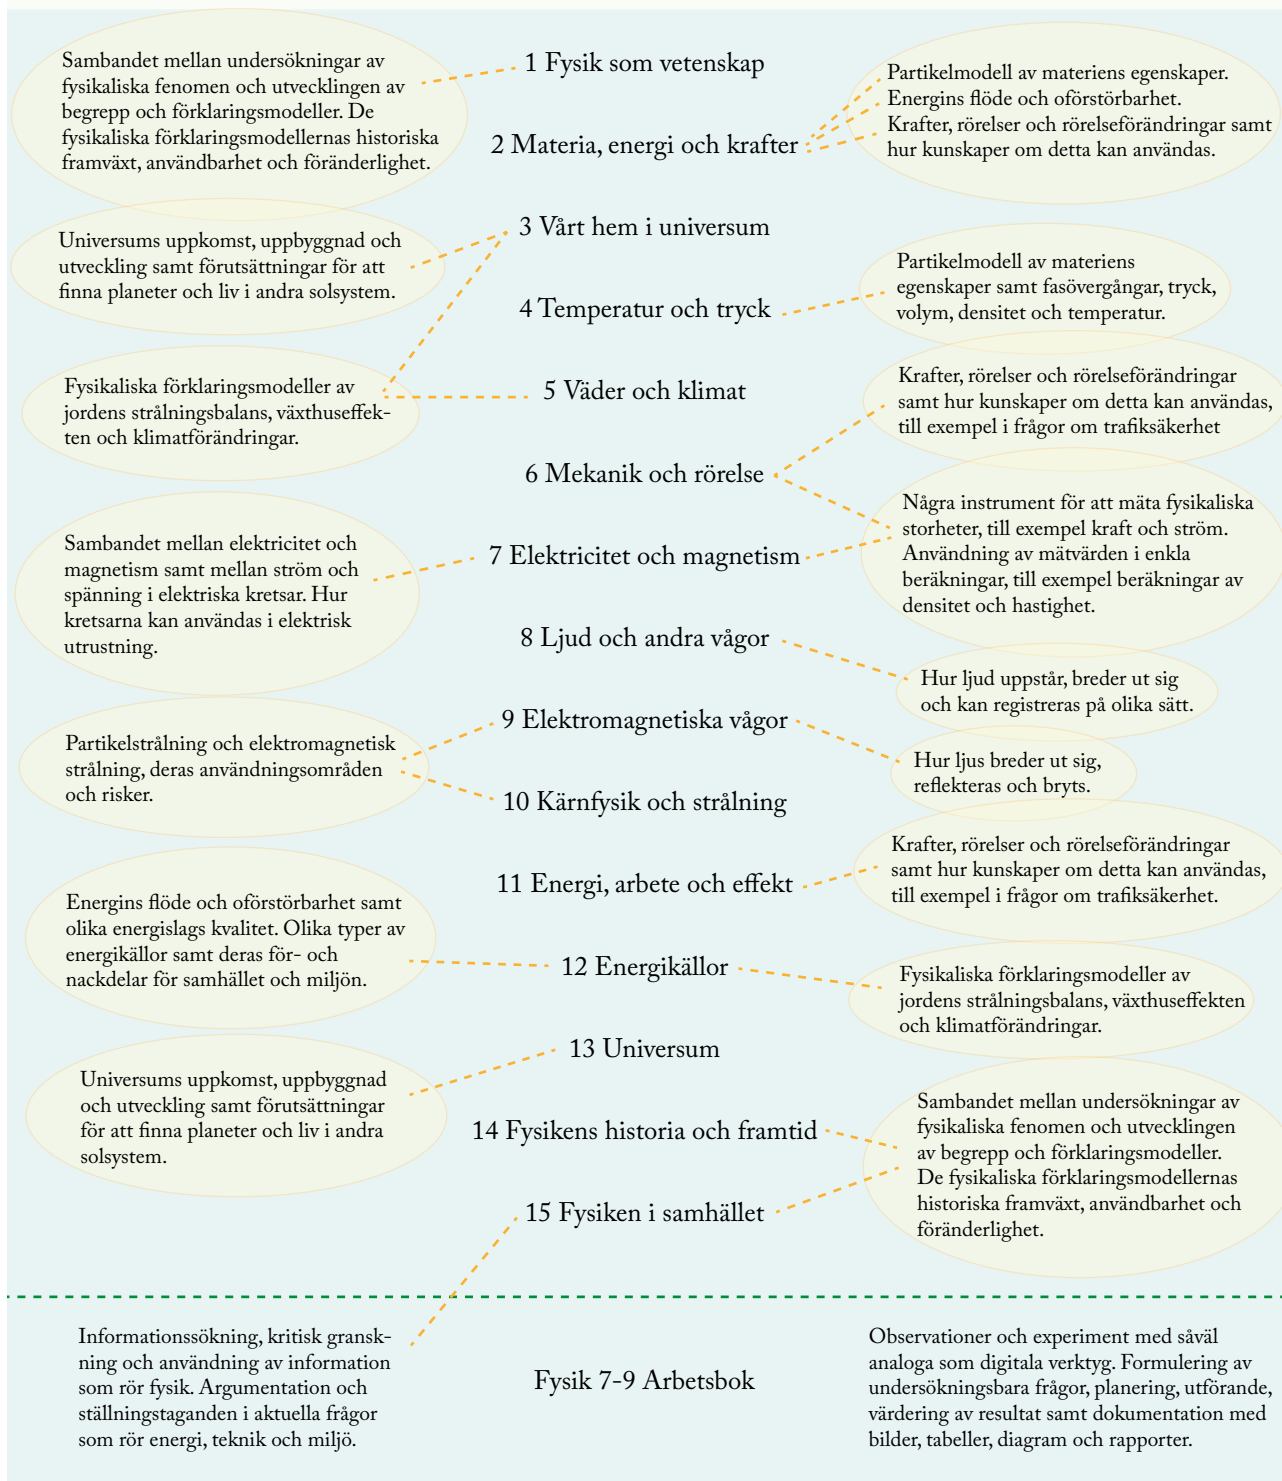 Sambandet mellan undersökningar av
fysikaliska fenomen och utvecklingen av
begrepp och förklaringsmodeller. De
fysikaliska förklaringsmodellernas historiska
framväxt, användbarhet och föränderlighet.
1 Fysik som vetenskap
Partikelmodell av materiens egenskaper.
Energins flöde och oförstörbarhet.
Krafter, rörelser och rörelseförändringar samt
hur kunskaper om detta kan användas.
2 Materia, energi och krafter
Universums uppkomst, uppbyggnad och
utveckling samt förutsättningar för att
finna planeter och liv i andra solsystem.
3 Vårt hem i universum
Partikelmodell av materiens
egenskaper samt fasövergångar, tryck,
volym, densitet och temperatur.
4 Temperatur och tryck
Fysikaliska förklaringsmodeller av
jordens strålningsbalans, växthuseffek-
ten och klimatförändringar.
5 Väder och klimat
Krafter, rörelser och rörelseförändringar
samt hur kunskaper om detta kan användas,
till exempel i frågor om trafiksäkerhet
6 Mekanik och rörelse
Några instrument för att mäta fysikaliska
storheter, till exempel kraft och ström.
Användning av mätvärden i enkla
beräkningar, till exempel beräkningar av
densitet och hastighet.
Sambandet mellan elektricitet och
magnetism samt mellan ström och
spänning i elektriska kretsar. Hur
kretsarna kan användas i elektrisk
utrustning.
7 Elektricitet och magnetism
8 Ljud och andra vågor
Hur ljud uppstår, breder ut sig
och kan registreras på olika sätt.
9 Elektromagnetiska vågor
Partikelstrålning och elektromagnetisk
strålning, deras användningsområden
och risker.
Hur ljus breder ut sig,
reflekteras och bryts.
10 Kärnfysik och strålning
Krafter, rörelser och rörelseförändringar
samt hur kunskaper om detta kan användas,
till exempel i frågor om trafiksäkerhet.
11 Energi, arbete och effekt
Energins flöde och oförstörbarhet samt
olika energislags kvalitet. Olika typer av
energikällor samt deras för- och
nackdelar för samhället och miljön.
12 Energikällor
Fysikaliska förklaringsmodeller av
jordens strålningsbalans, växthuseffekten
och klimatförändringar.
13 Universum
Universums uppkomst, uppbyggnad
och utveckling samt förutsättningar
för att finna planeter och liv i andra
solsystem.
14 Fysikens historia och framtid
Sambandet mellan undersökningar av
fysikaliska fenomen och utvecklingen
av begrepp och förklaringsmodeller.
De fysikaliska förklaringsmodellernas
historiska framväxt, användbarhet och
föränderlighet.
15 Fysiken i samhället
Informationssökning, kritisk gransk-
ning och användning av information
som rör fysik. Argumentation och
ställningstaganden i aktuella frågor
som rör energi, teknik och miljö.
Fysik 7-9 Arbetsbok
Observationer och experiment med såväl
analoga som digitala verktyg. Formulering av
undersökningsbara frågor, planering, utförande,
värdering av resultat samt dokumentation med
bilder, tabeller, diagram och rapporter.